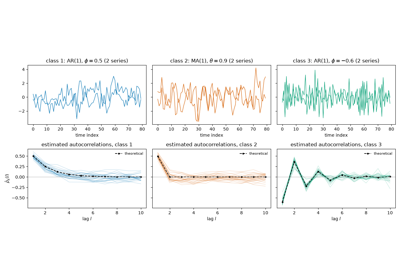 class 1: AR(1), ϕ = 0.5 (2 series)
class 2: MA(1), θ = 0.9 (2 series)
class 3: AR(1), ϕ = −0.6 (2 series)
4
2
0
−2
0 10 20 30 40 50 60 70 80
0 10 20 30 40 50 60 70 80
0 10 20 30 40 50 60 70 80
time index
time index
time index
estimated autocorrelations, class 1
estimated autocorrelations, class 2
estimated autocorrelations, class 3
theoretical
theoretical
theoretical
0.50
0.25
0.00
−0.25
−0.50
2 4 6 8 10
2 4 6 8 10
2 4 6 8 10
lag l
lag l
lag l